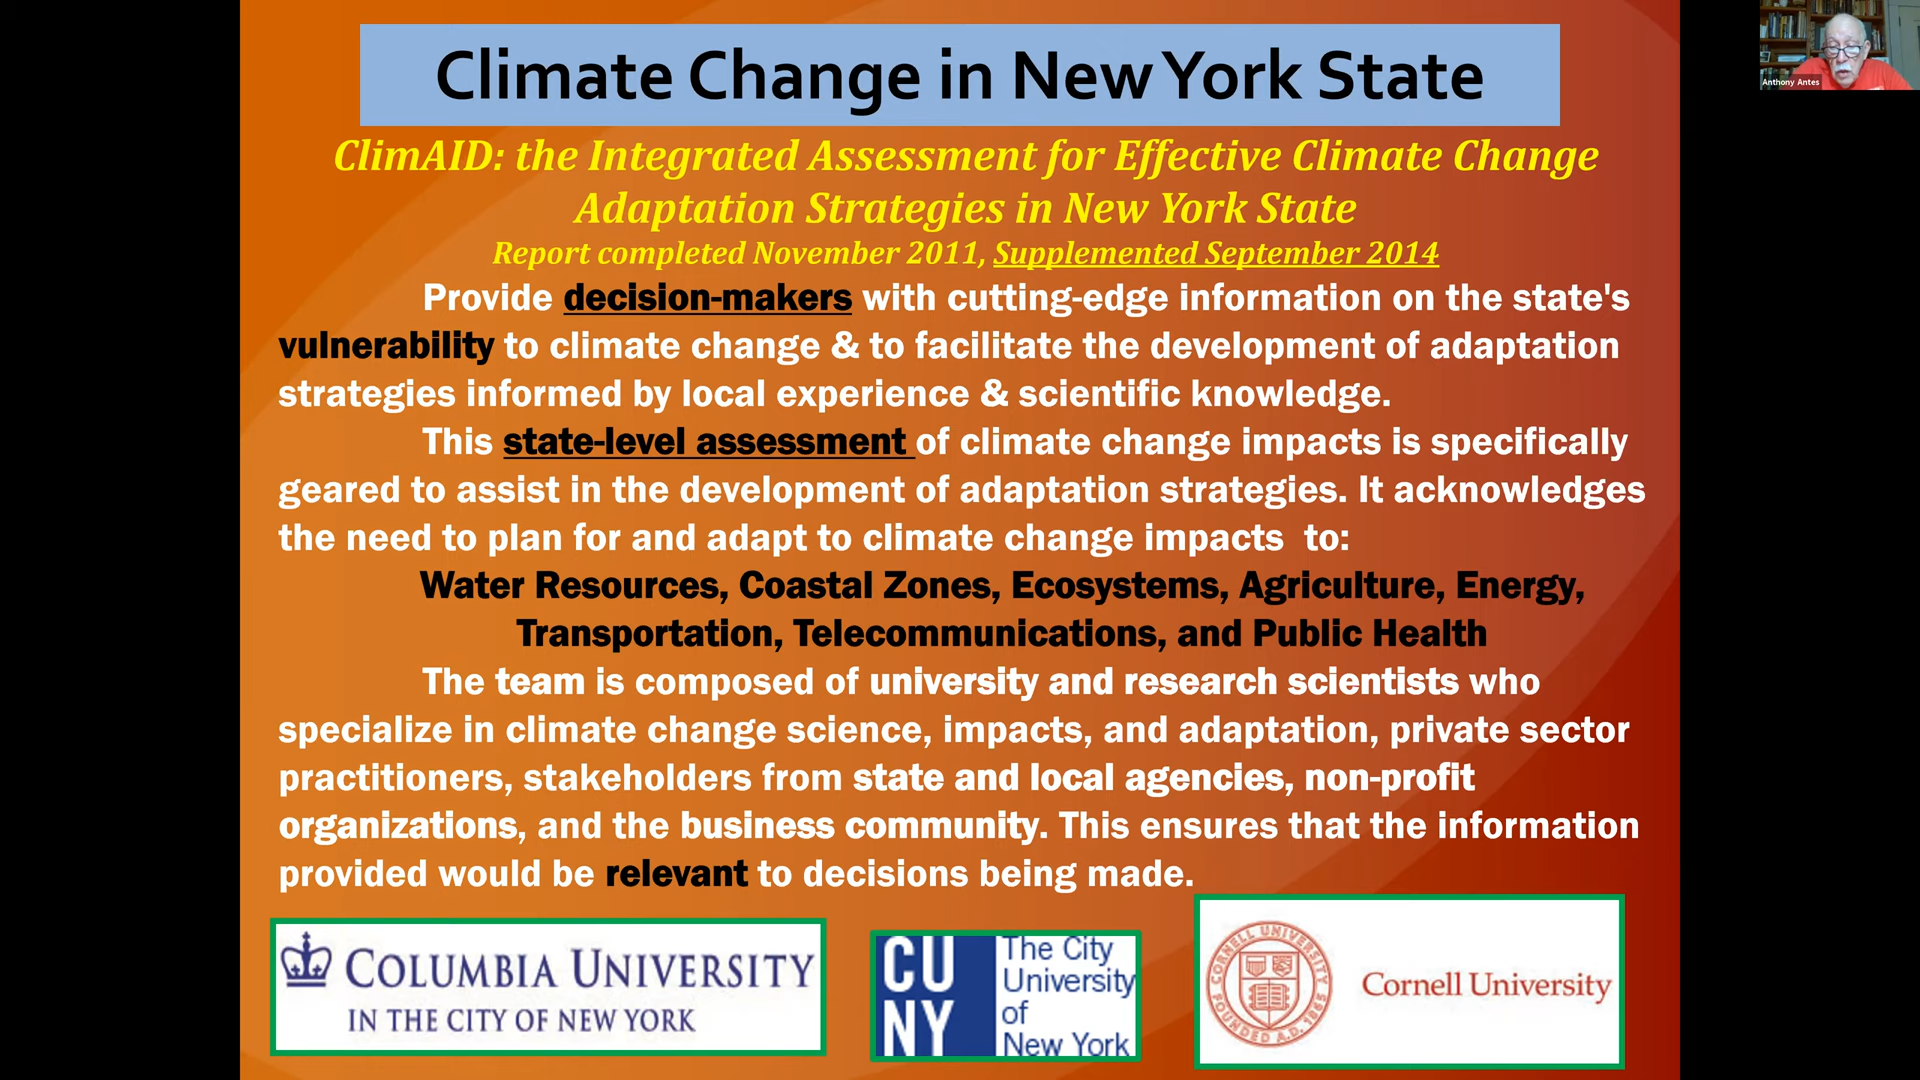 Climate Change in New York State
ClimAID: the Integrated Assessment for Effective Climate Change
Adaptation Strategies in New York State
Report completed November 2011, Supplemented September 2014
Provide decision-makers with cutting-edge information on the state's
vulnerability to climate change & to facilitate the development of adaptation
strategies informed by local experience & scientific knowledge.
This state-level assessment of climate change impacts is specifically
geared to assist in the development of adaptation strategies. It acknowledges
the need to plan for and adapt to climate change impacts to:
Water Resources, Coastal Zones, Ecosystems, Agriculture, Energy,
Transportation, Telecommunications, and Public Health
The team is composed of university and research scientists who
specialize in climate change science, impacts, and adaptation, private sector
practitioners, stakeholders from state and local agencies, non-profit
organizations, and the business community. This ensures that the information
provided would be relevant to decisions being made.
COLUMBIA UNIVERSITY
IN THE CITY OF NEW YORK
CU
NY
The City
University
of
New York
CORNELL UNIVERSITY
FOUNDED A.D. 1865
Cornell University
Anthony Antes